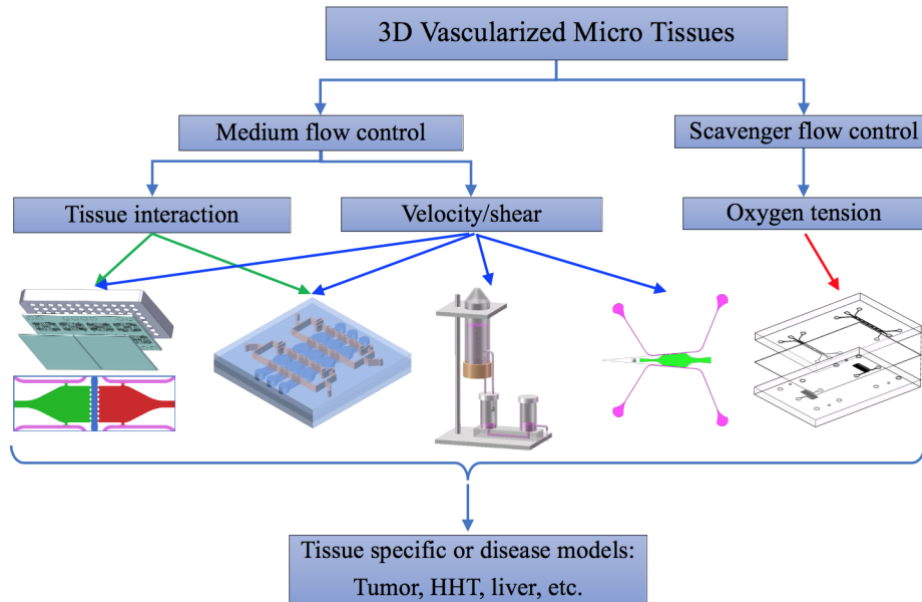 3D Vascularized Micro Tissues
Medium flow control
Scavenger flow control
Tissue interaction
Velocity/shear
Oxygen tension
Tissue specific or disease models:
Tumor, HHT, liver, etc.